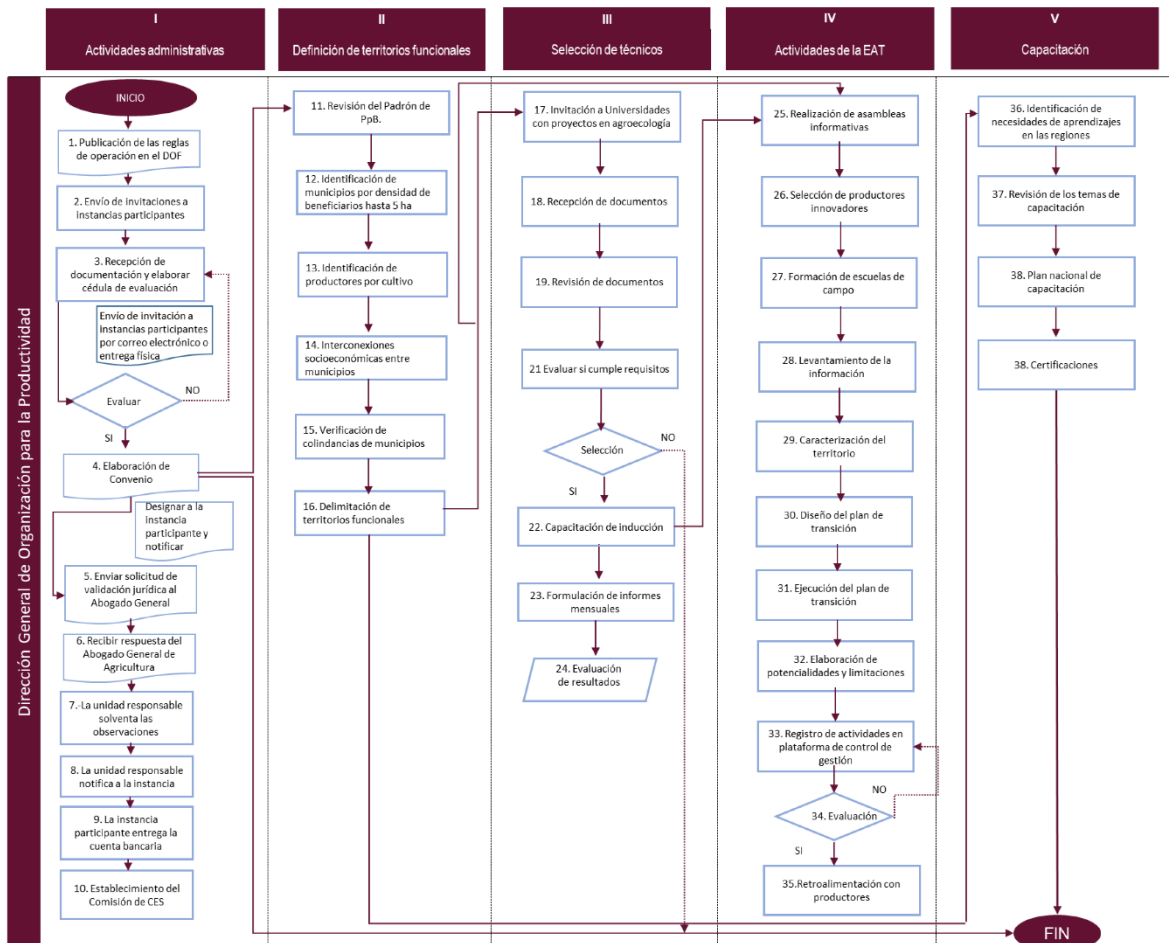 I
Actividades administrativas
II
Definición de territorios funcionales
III
Selección de técnicos
IV
Actividades de la EAT
V
Capacitación
Dirección General de Organización para la Productividad
INICIO
1. Publicación de las reglas
de operación en el DOF
2. Envío de invitaciones a
instancias participantes
3. Recepción de
documentación y elaborar
cédula de evaluación
Envío de invitación a
instancias participantes
por correo electrónico o
entrega física
NO
Evaluar
SI
4. Elaboración de
Convenio
Designar a la
instancia
participante y
notificar
5. Enviar solicitud de
validación jurídica al
Abogado General
6. Recibir respuesta del
Abogado General de
Agricultura
7.-La unidad responsable
solventa las
observaciones
8. La unidad responsable
notifica a la instancia
9. La instancia
participante entrega la
cuenta bancaria
10. Establecimiento del
Comisión de CES
11. Revisión del Padrón de
PpB.
12. Identificación de
municipios por densidad de
beneficiarios hasta 5 ha
13. Identificación de
productores por cultivo
14. Interconexiones
socioeconómicas entre
municipios
15. Verificación de
colindancias de municipios
16. Delimitación de
territorios funcionales
17. Invitación a Universidades
con proyectos en agroecología
18. Recepción de documentos
19. Revisión de documentos
21 Evaluar si cumple requisitos
NO
Selección
SI
22. Capacitación de inducción
23. Formulación de informes
mensuales
24. Evaluación
de resultados
25. Realización de asambleas
informativas
26. Selección de productores
innovadores
27. Formación de escuelas de
campo
28. Levantamiento de la
información
29. Caracterización del
territorio
30. Diseño del plan de
transición
31. Ejecución del plan de
transición
32. Elaboración de
potencialidades y limitaciones
33. Registro de actividades en
plataforma de control de
gestión
NO
34. Evaluación
SI
35.Retroalimentación con
productores
36. Identificación de
necesidades de aprendizajes
en las regiones
37. Revisión de los temas de
capacitación
38. Plan nacional de
capacitación
38. Certificaciones
FIN